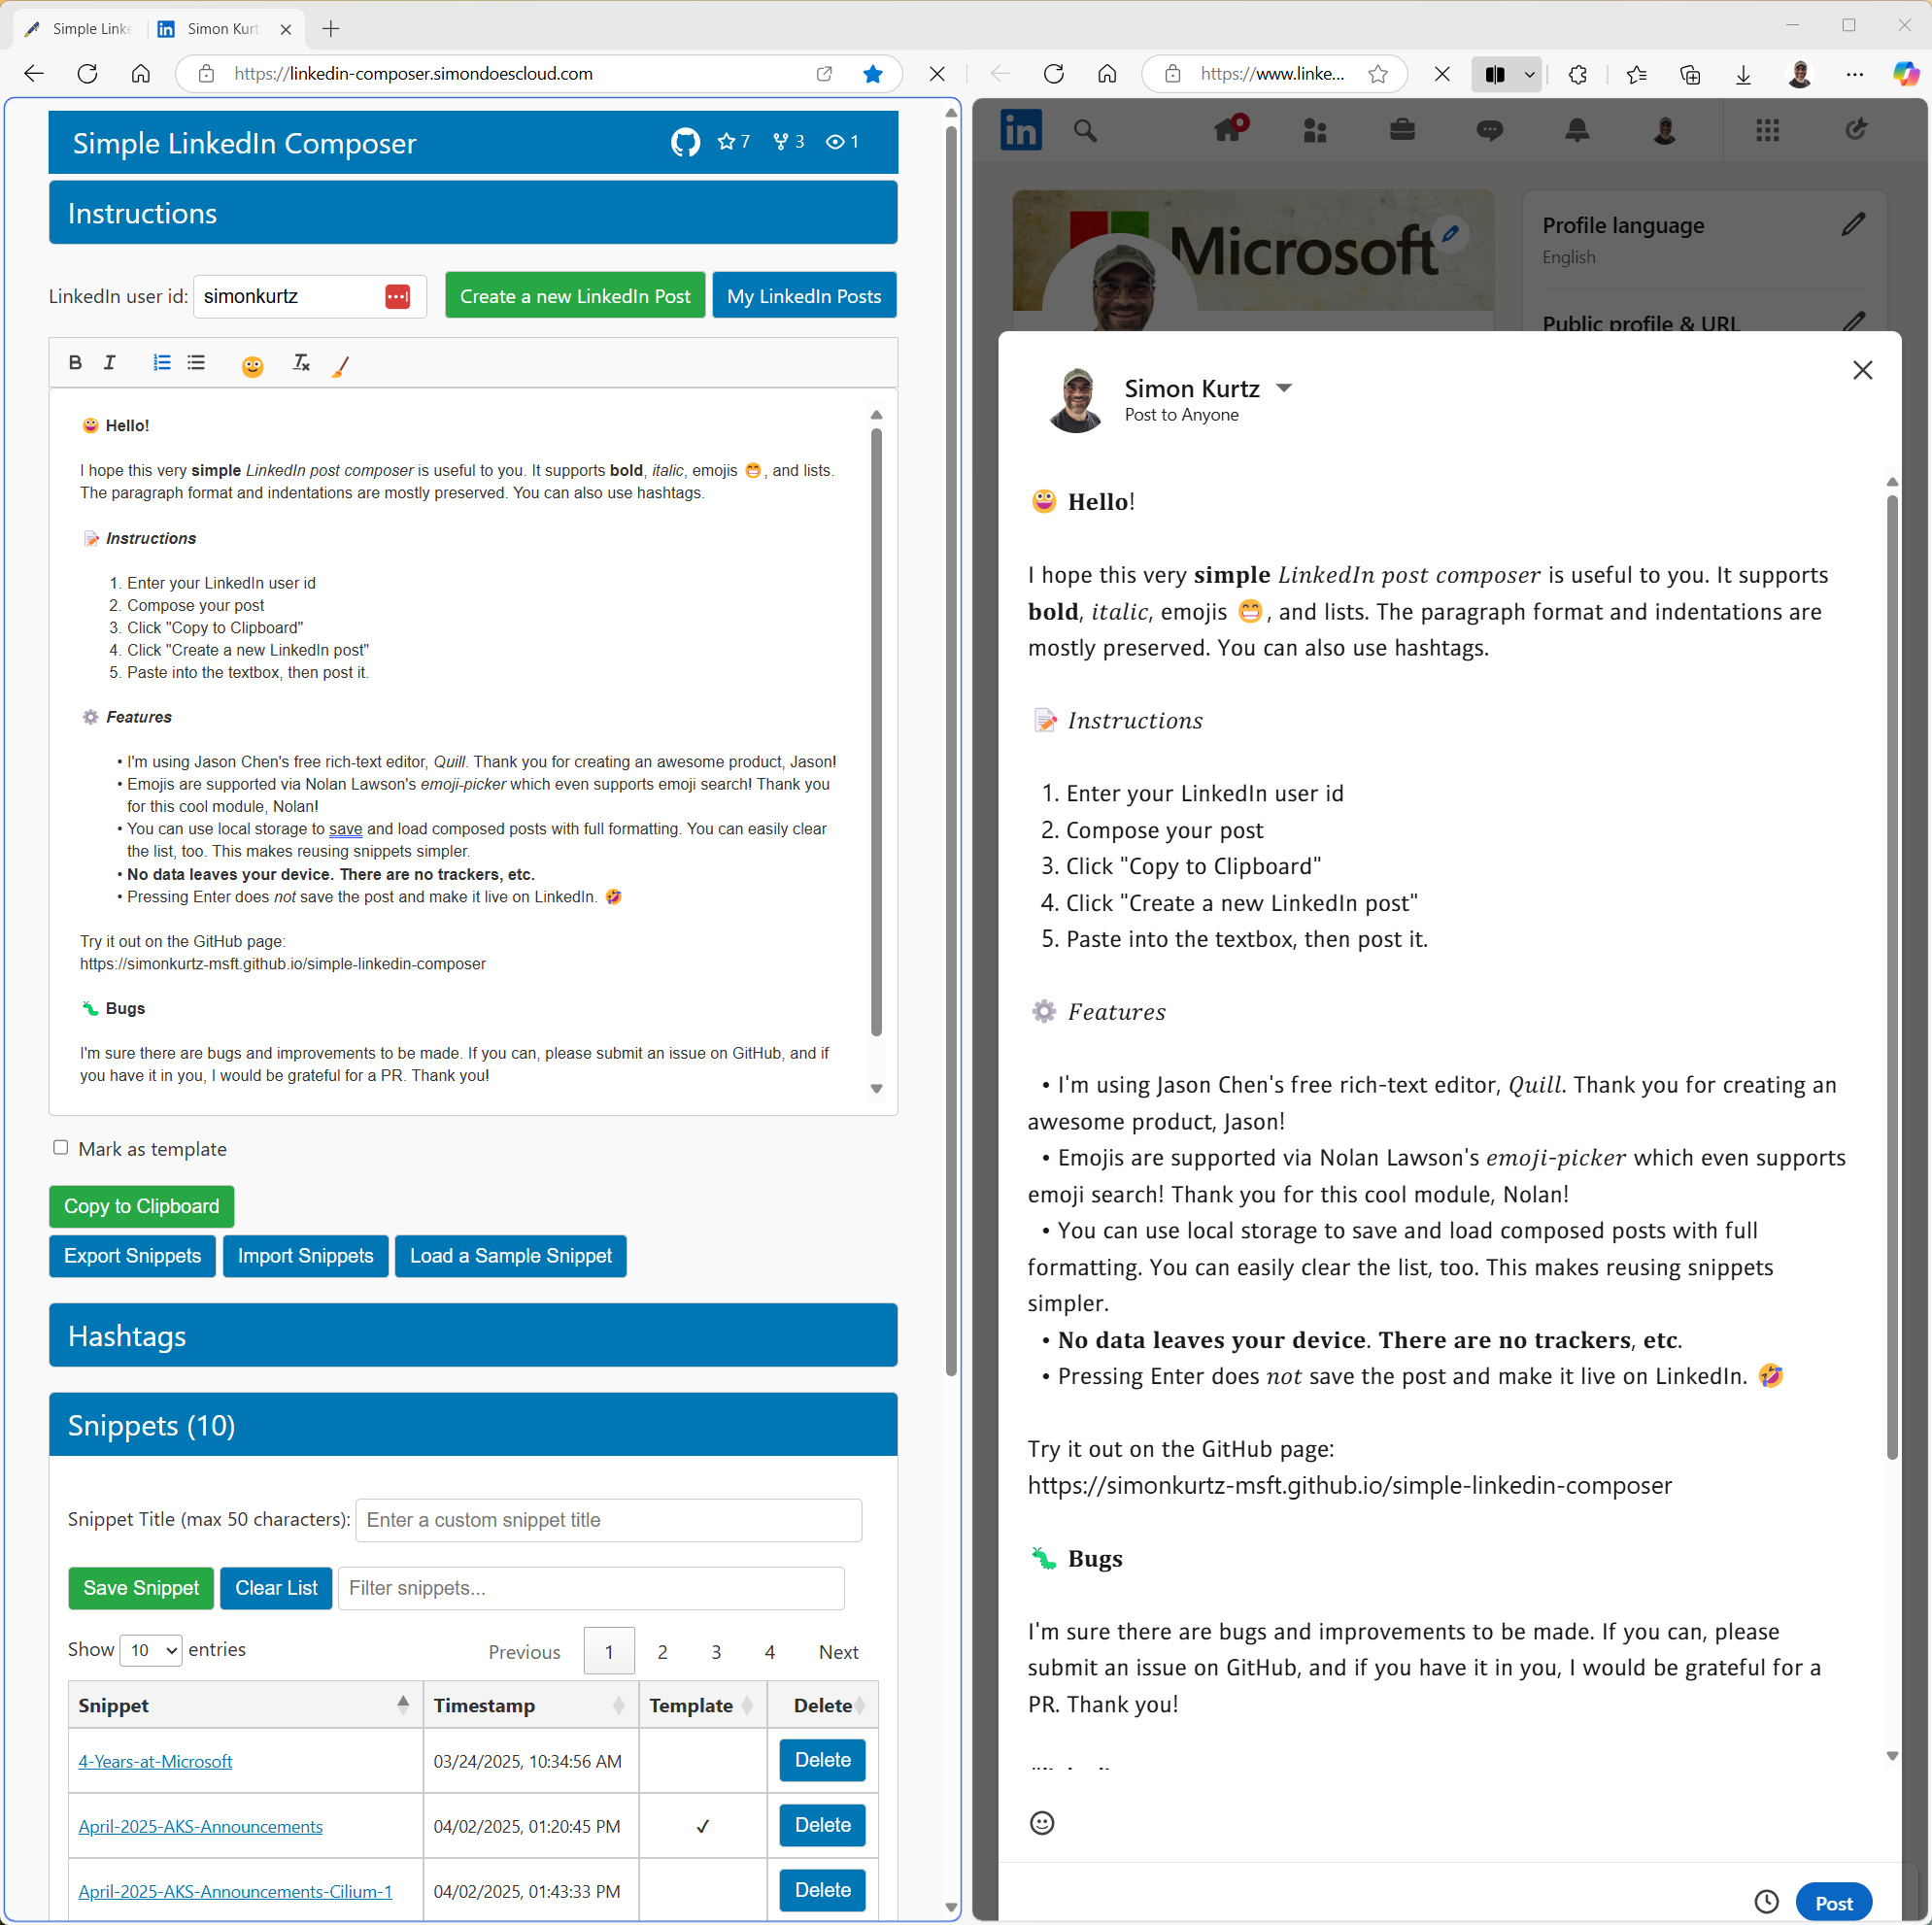 Simple Linke
Simon Kurt
https://linkedin-composer.simondoescloud.com
https://www.linke...
Simple LinkedIn Composer
7
3
1
Instructions
LinkedIn user id:
simonkurtz
Create a new LinkedIn Post
My LinkedIn Posts
B I
😀 Hello!
I hope this very simple LinkedIn post composer is useful to you. It supports bold, italic, emojis 😁, and lists.
The paragraph format and indentations are mostly preserved. You can also use hashtags.
📝 Instructions
1. Enter your LinkedIn user id
2. Compose your post
3. Click "Copy to Clipboard"
4. Click "Create a new LinkedIn post"
5. Paste into the textbox, then post it.
⚙️ Features
• I'm using Jason Chen's free rich-text editor, Quill. Thank you for creating an awesome product, Jason!
• Emojis are supported via Nolan Lawson's emoji-picker which even supports emoji search! Thank you
for this cool module, Nolan!
• You can use local storage to save and load composed posts with full formatting. You can easily clear
the list, too. This makes reusing snippets simpler.
• No data leaves your device. There are no trackers, etc.
• Pressing Enter does not save the post and make it live on LinkedIn. 🤣
Try it out on the GitHub page:
https://simonkurtz-msft.github.io/simple-linkedin-composer
🐛 Bugs
I'm sure there are bugs and improvements to be made. If you can, please submit an issue on GitHub, and if
you have it in you, I would be grateful for a PR. Thank you!
Mark as template
Copy to Clipboard
Export Snippets
Import Snippets
Load a Sample Snippet
Hashtags
Snippets (10)
Snippet Title (max 50 characters):
Enter a custom snippet title
Save Snippet
Clear List
Filter snippets...
Show 10 entries
Previous 1 2 3 4 Next
Snippet Timestamp Template Delete
4-Years-at-Microsoft 03/24/2025, 10:34:56 AM Delete
April-2025-AKS-Announcements 04/02/2025, 01:20:45 PM ✓ Delete
April-2025-AKS-Announcements-Cilium-1 04/02/2025, 01:43:33 PM Delete
in
Microsoft
Profile language
English
Public profile & URL
Simon Kurtz
Post to Anyone
😀 Hello!
I hope this very simple LinkedIn post composer is useful to you. It supports
bold, italic, emojis 😁, and lists. The paragraph format and indentations are
mostly preserved. You can also use hashtags.
📝 Instructions
1. Enter your LinkedIn user id
2. Compose your post
3. Click "Copy to Clipboard"
4. Click "Create a new LinkedIn post"
5. Paste into the textbox, then post it.
⚙️ Features
• I'm using Jason Chen's free rich-text editor, Quill. Thank you for creating an
awesome product, Jason!
• Emojis are supported via Nolan Lawson's emoji-picker which even supports
emoji search! Thank you for this cool module, Nolan!
• You can use local storage to save and load composed posts with full
formatting. You can easily clear the list, too. This makes reusing snippets
simpler.
• No data leaves your device. There are no trackers, etc.
• Pressing Enter does not save the post and make it live on LinkedIn. 🤣
Try it out on the GitHub page:
https://simonkurtz-msft.github.io/simple-linkedin-composer
🐛 Bugs
I'm sure there are bugs and improvements to be made. If you can, please
submit an issue on GitHub, and if you have it in you, I would be grateful for a
PR. Thank you!
Post